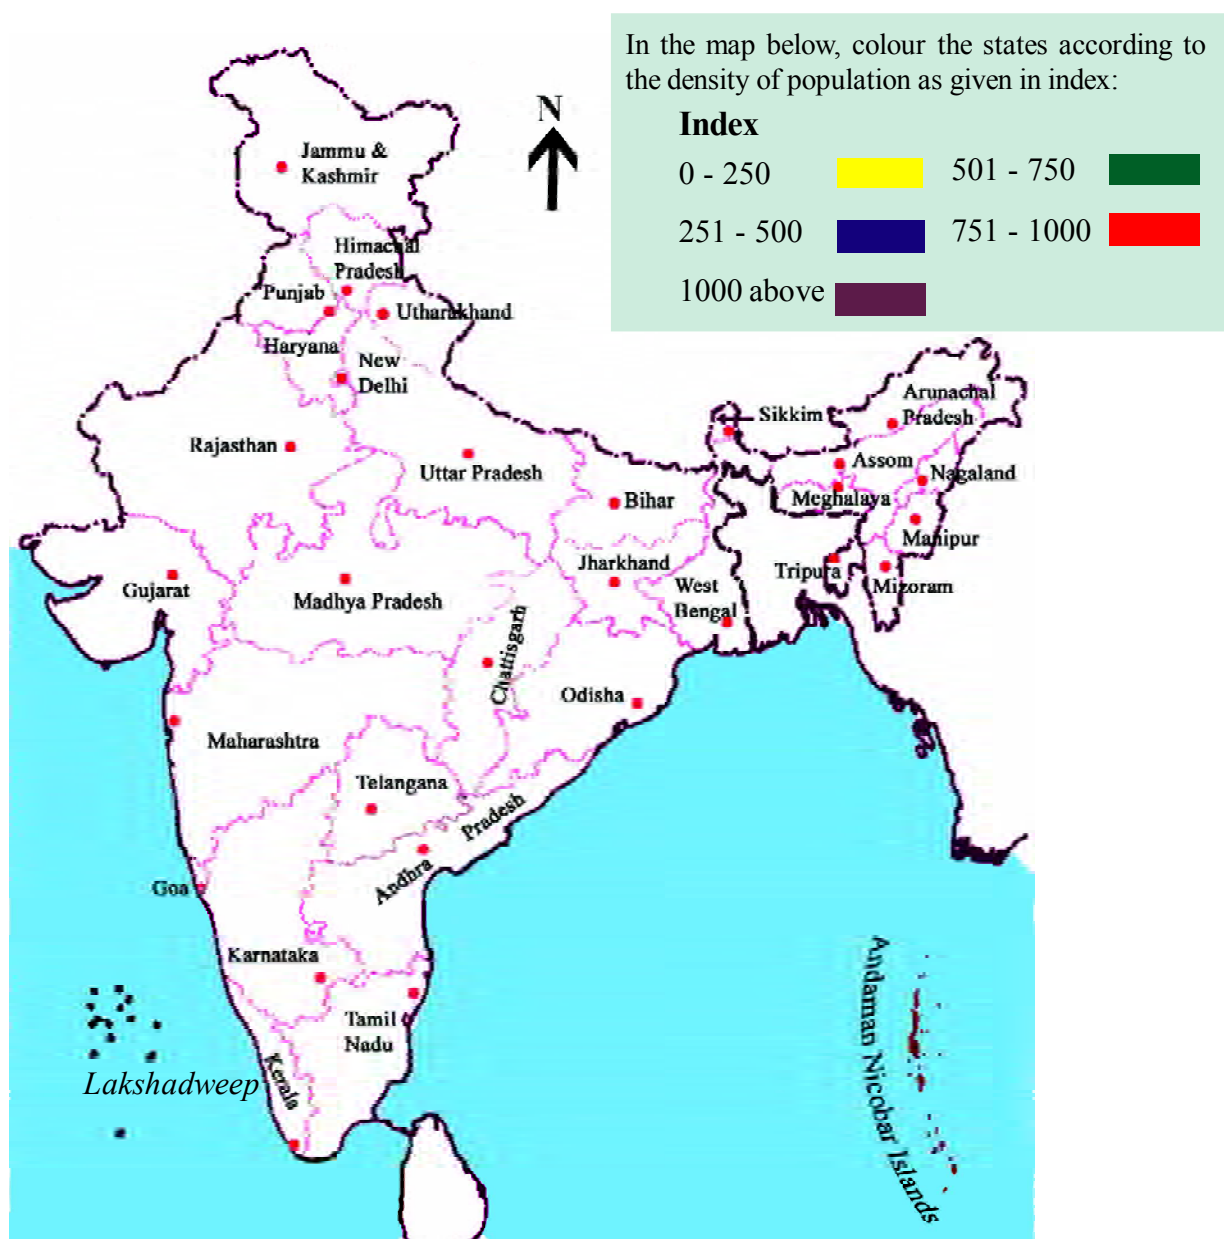 In the map below, colour the states according to
the density of population as given in index:
Index
0 - 250
501 - 750
251 - 500
751 - 1000
1000 above
N
Jammu &
Kashmir
Himachal
Pradesh
Punjab
Utharakhand
Haryana
New
Delhi
Rajasthan
Uttar Pradesh
Sikkim
Arunachal
Pradesh
Assom
Nagaland
Meghalaya
Bihar
Manipur
Jharkhand
Tripura
Mizoram
Gujarat
Madhya Pradesh
West
Bengal
Chattisgarh
Odisha
Maharashtra
Telangana
Andhra Pradesh
Goa
Karnataka
Tamil
Nadu
Kerala
Lakshadweep
Andaman Nicobar Islands